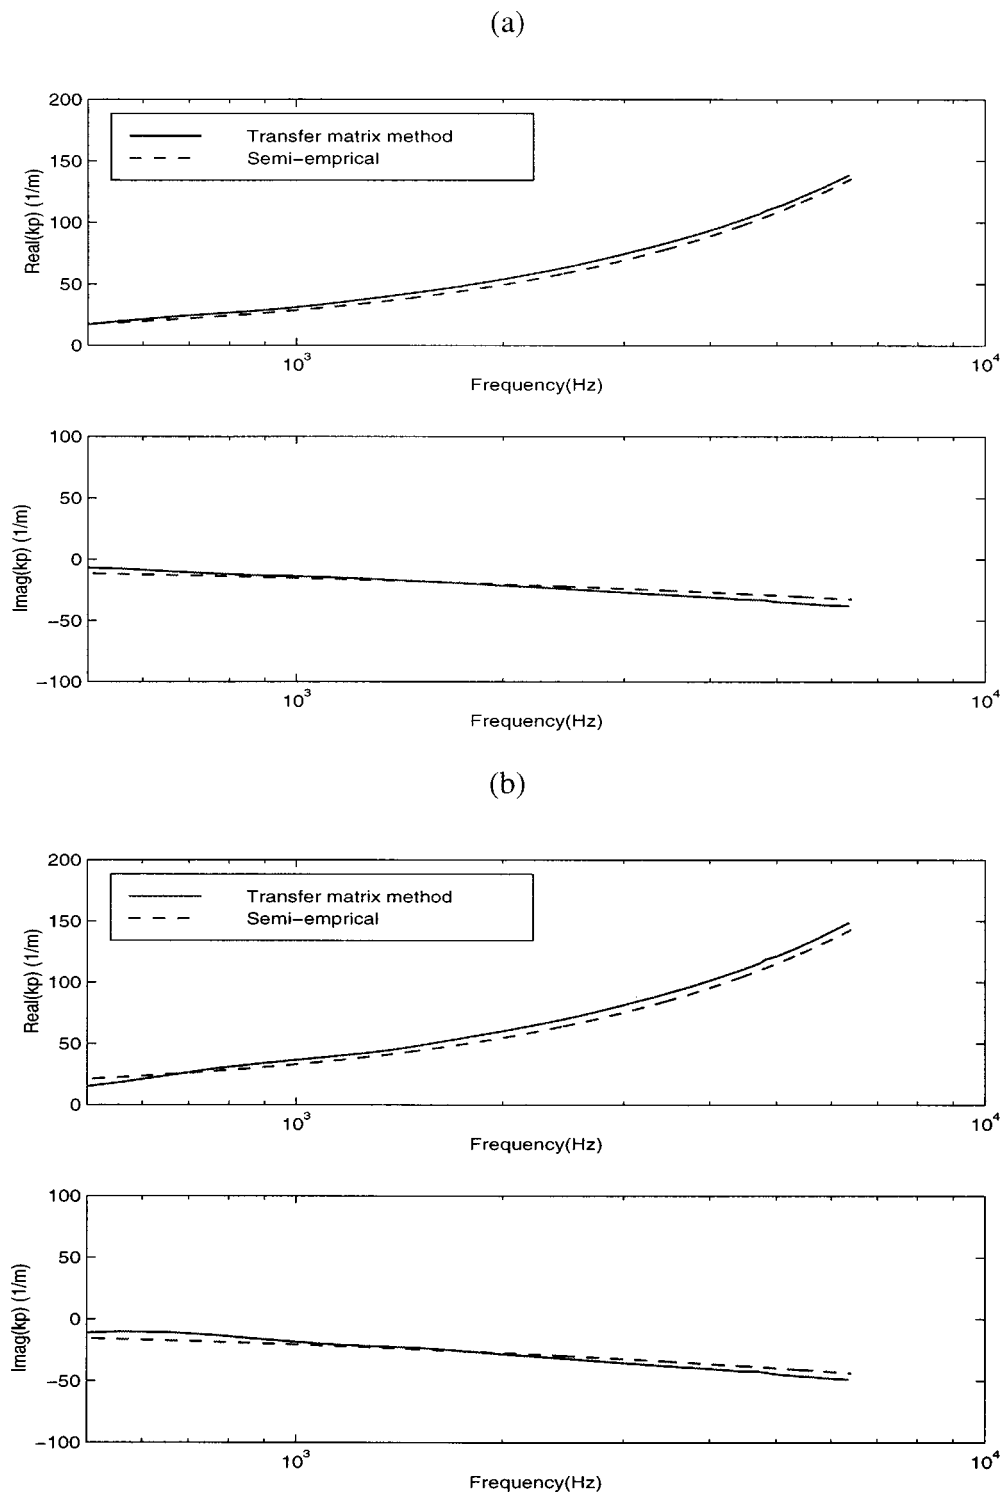 (a)
200
150
100
50
0
Real(kp) (1/m)
Transfer matrix method
Semi-emprical
10^3
10^4
Frequency(Hz)
100
50
0
-50
-100
Imag(kp) (1/m)
10^3
10^4
Frequency(Hz)
(b)
200
150
100
50
0
Real(kp) (1/m)
Transfer matrix method
Semi-emprical
10^3
10^4
Frequency(Hz)
100
50
0
-50
-100
Imag(kp) (1/m)
10^3
10^4
Frequency(Hz)